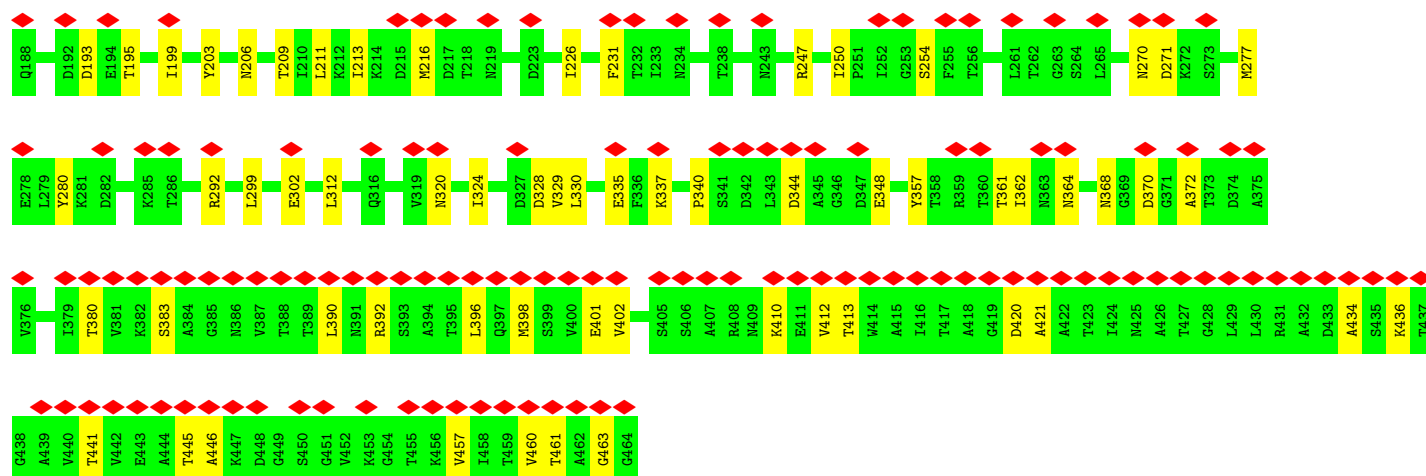 Q188 D192 D193 E194 T195 I199 Y203 N206 T209 I210 L211 K212 I213 K214 D215 M216 D217 T218 N219 D223 I226 F231 T232 I233 N234 T238 N243 R247 I250 P251 I252 G253 S254 F255 T256 L261 T262 G263 S264 L265 N270 D271 K272 S273 M277
E278 L279 Y280 K281 D282 K285 T286 R292 L299 E302 L312 Q316 V319 N320 I324 D327 D328 V329 L330 E335 F336 K337 P340 S341 D342 L343 D344 A345 G346 D347 E348 Y357 T358 R359 T360 T361 I362 N363 N364 N368 G369 D370 G371 A372 T373 D374 A375
V376 I379 T380 V381 K382 S383 A384 G385 N386 V387 T388 T389 L390 N391 R392 S393 A394 T395 L396 Q397 M398 S399 V400 E401 V402 S405 S406 A407 R408 N409 K410 E411 V412 T413 W414 A415 I416 T417 A418 G419 D420 A421 A422 T423 I424 N425 A426 T427 G428 L429 L430 R431 A432 D433 A434 S435 K436 T437
G438 A439 V440 T441 V442 E443 A444 T445 A446 K447 D448 G449 S450 G451 V452 K453 G454 T455 K456 V457 I458 T459 V460 T461 A462 G463 G464